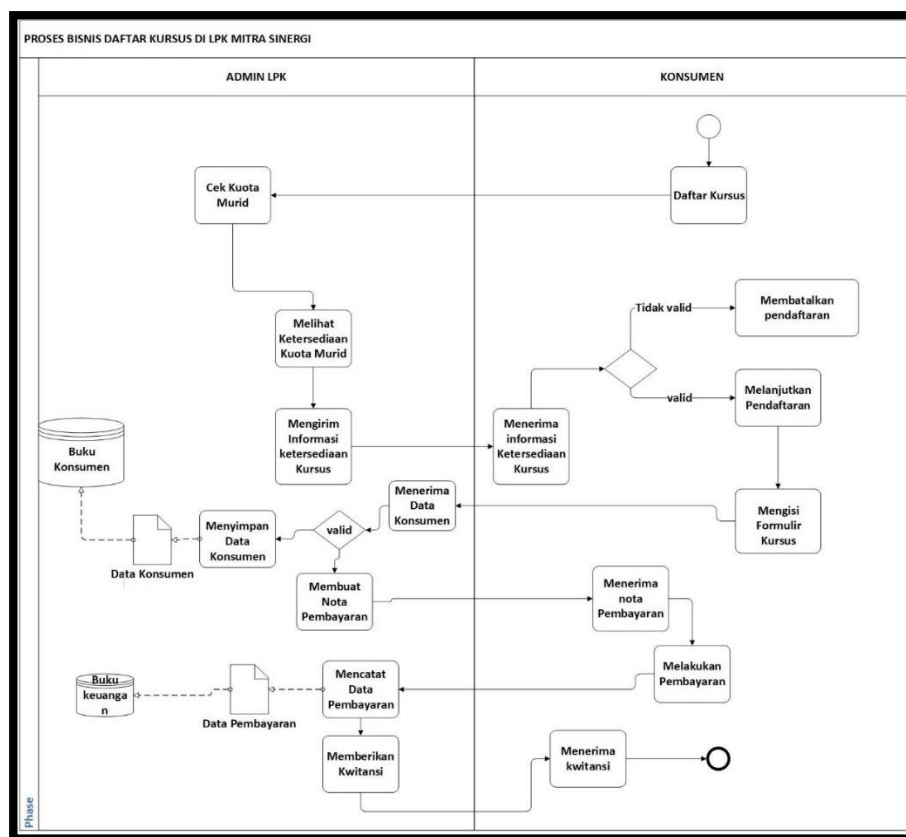 PROSES BISNIS DAFTAR KURSUS DI LPK MITRA SINERGI
ADMIN LPK
KONSUMEN
Cek Kuota
Murid
Daftar Kursus
Melihat
Ketersediaan
Kuota Murid
Tidak valid
Membatalkan
pendaftaran
valid
Melanjutkan
Pendaftaran
Mengirim
Informasi
ketersediaan
Kursus
Menerima
informasi
Ketersediaan
Kursus
Buku
Konsumen
Menerima
Data
Konsumen
Mengisi
Formulir
Kursus
valid
Menyimpan
Data
Konsumen
Data Konsumen
Membuat
Nota
Pembayaran
Menerima
nota
Pembayaran
Melakukan
Pembayaran
Mencatat
Data
Pembayaran
Data Pembayaran
Buku
keuanga
n
Memberikan
Kwitansi
Menerima
kwitansi
Phase